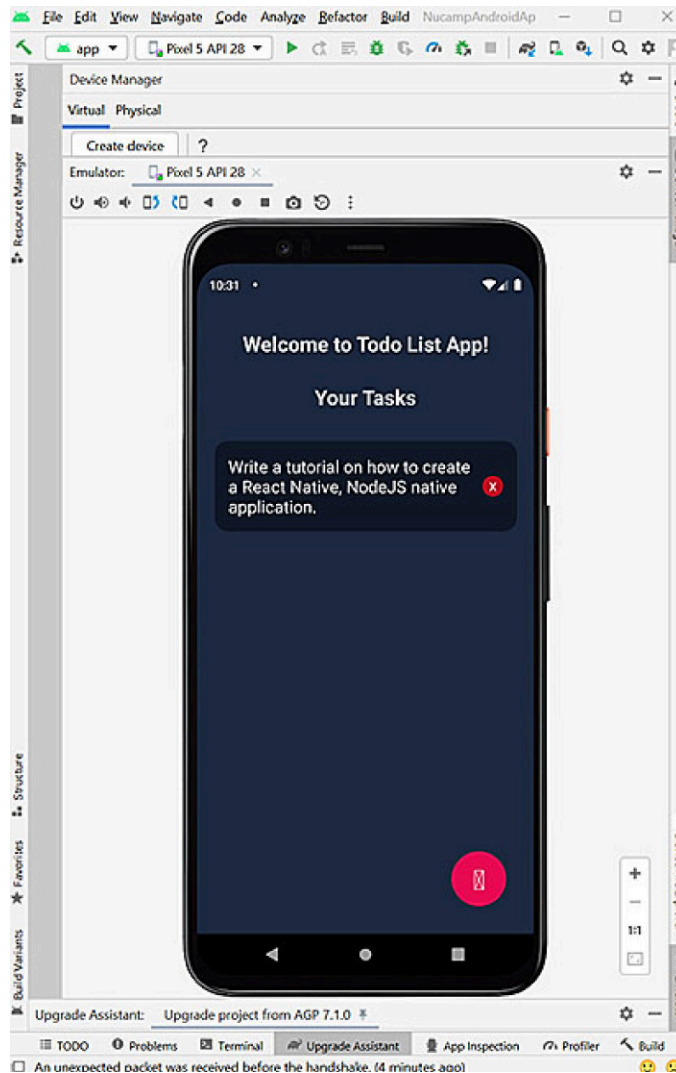 File Edit View Navigate Code Analyze Refactor Build NucampAndroidAp
app Pixel 5 API 28
Project
Resource Manager
Device Manager
Virtual Physical
Create device ?
Emulator: Pixel 5 API 28
10:31
Welcome to Todo List App!
Your Tasks
Write a tutorial on how to create
a React Native, NodeJS native
application.
X
1:1
Structure
Favorites
Build Variants
Upgrade Assistant: Upgrade project from AGP 7.1.0
TODO Problems Terminal Upgrade Assistant App Inspection Profiler Build
An unexpected packet was received before the handshake. (4 minutes ago)